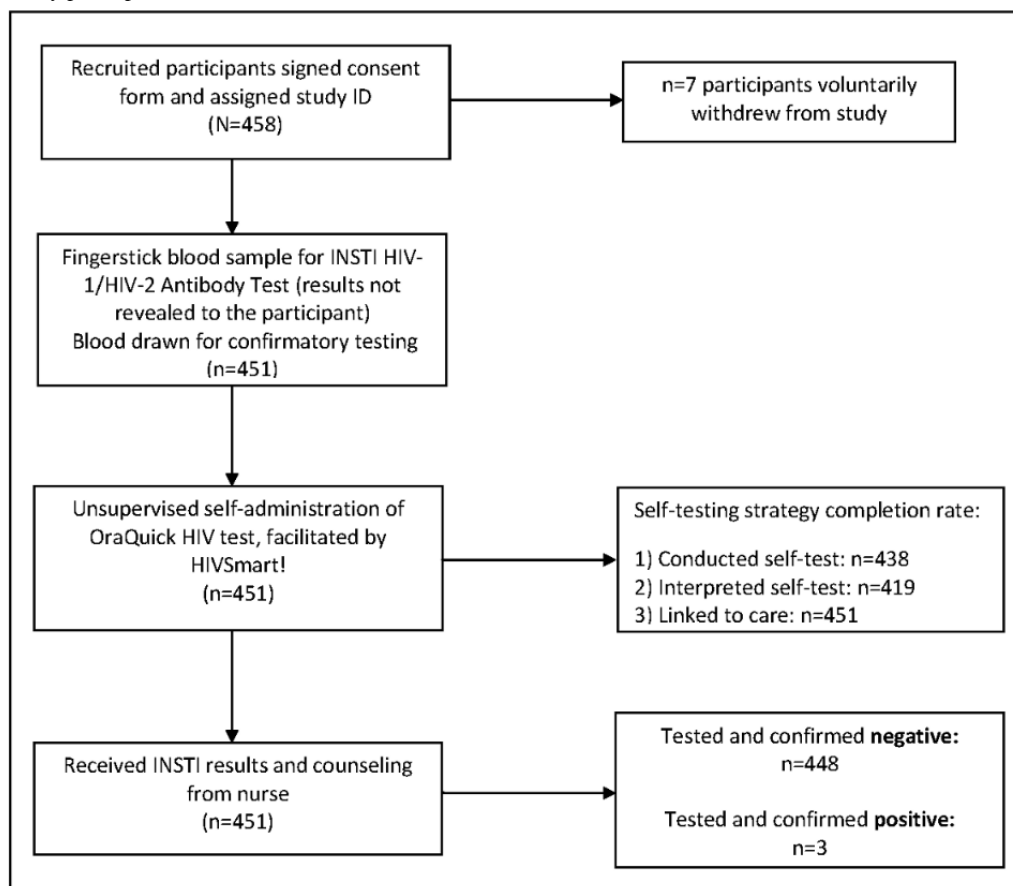 Recruited participants signed consent
form and assigned study ID
(N=458)
n=7 participants voluntarily
withdrew from study
Fingerstick blood sample for INSTI HIV-
1/HIV-2 Antibody Test (results not
revealed to the participant)
Blood drawn for confirmatory testing
(n=451)
Unsupervised self-administration of
OraQuick HIV test, facilitated by
HIVSmart!
(n=451)
Self-testing strategy completion rate:
1) Conducted self-test: n=438
2) Interpreted self-test: n=419
3) Linked to care: n=451
Received INSTI results and counseling
from nurse
(n=451)
Tested and confirmed negative:
n=448
Tested and confirmed positive:
n=3